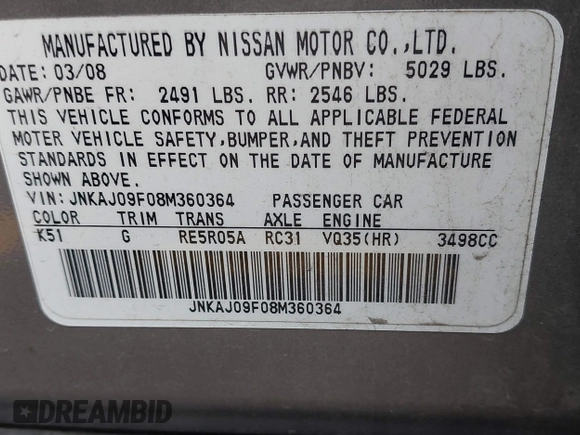 MANUFACTURED BY NISSAN MOTOR CO.,LTD.
DATE: 03/08 GVWR/PNBV: 5029 LBS.
GAWR/PNBE FR: 2491 LBS. RR: 2546 LBS.
THIS VEHICLE CONFORMS TO ALL APPLICABLE FEDERAL
MOTOR VEHICLE SAFETY,BUMPER,AND THEFT PREVENTION
STANDARDS IN EFFECT ON THE DATE OF MANUFACTURE
SHOWN ABOVE.
VIN: JNKAJ09F08M360364 PASSENGER CAR
COLOR TRIM TRANS AXLE ENGINE
K51 G RE5R05A RC31 VQ35(HR) 3498CC
JNKAJ09F08M360364
DREAMBID